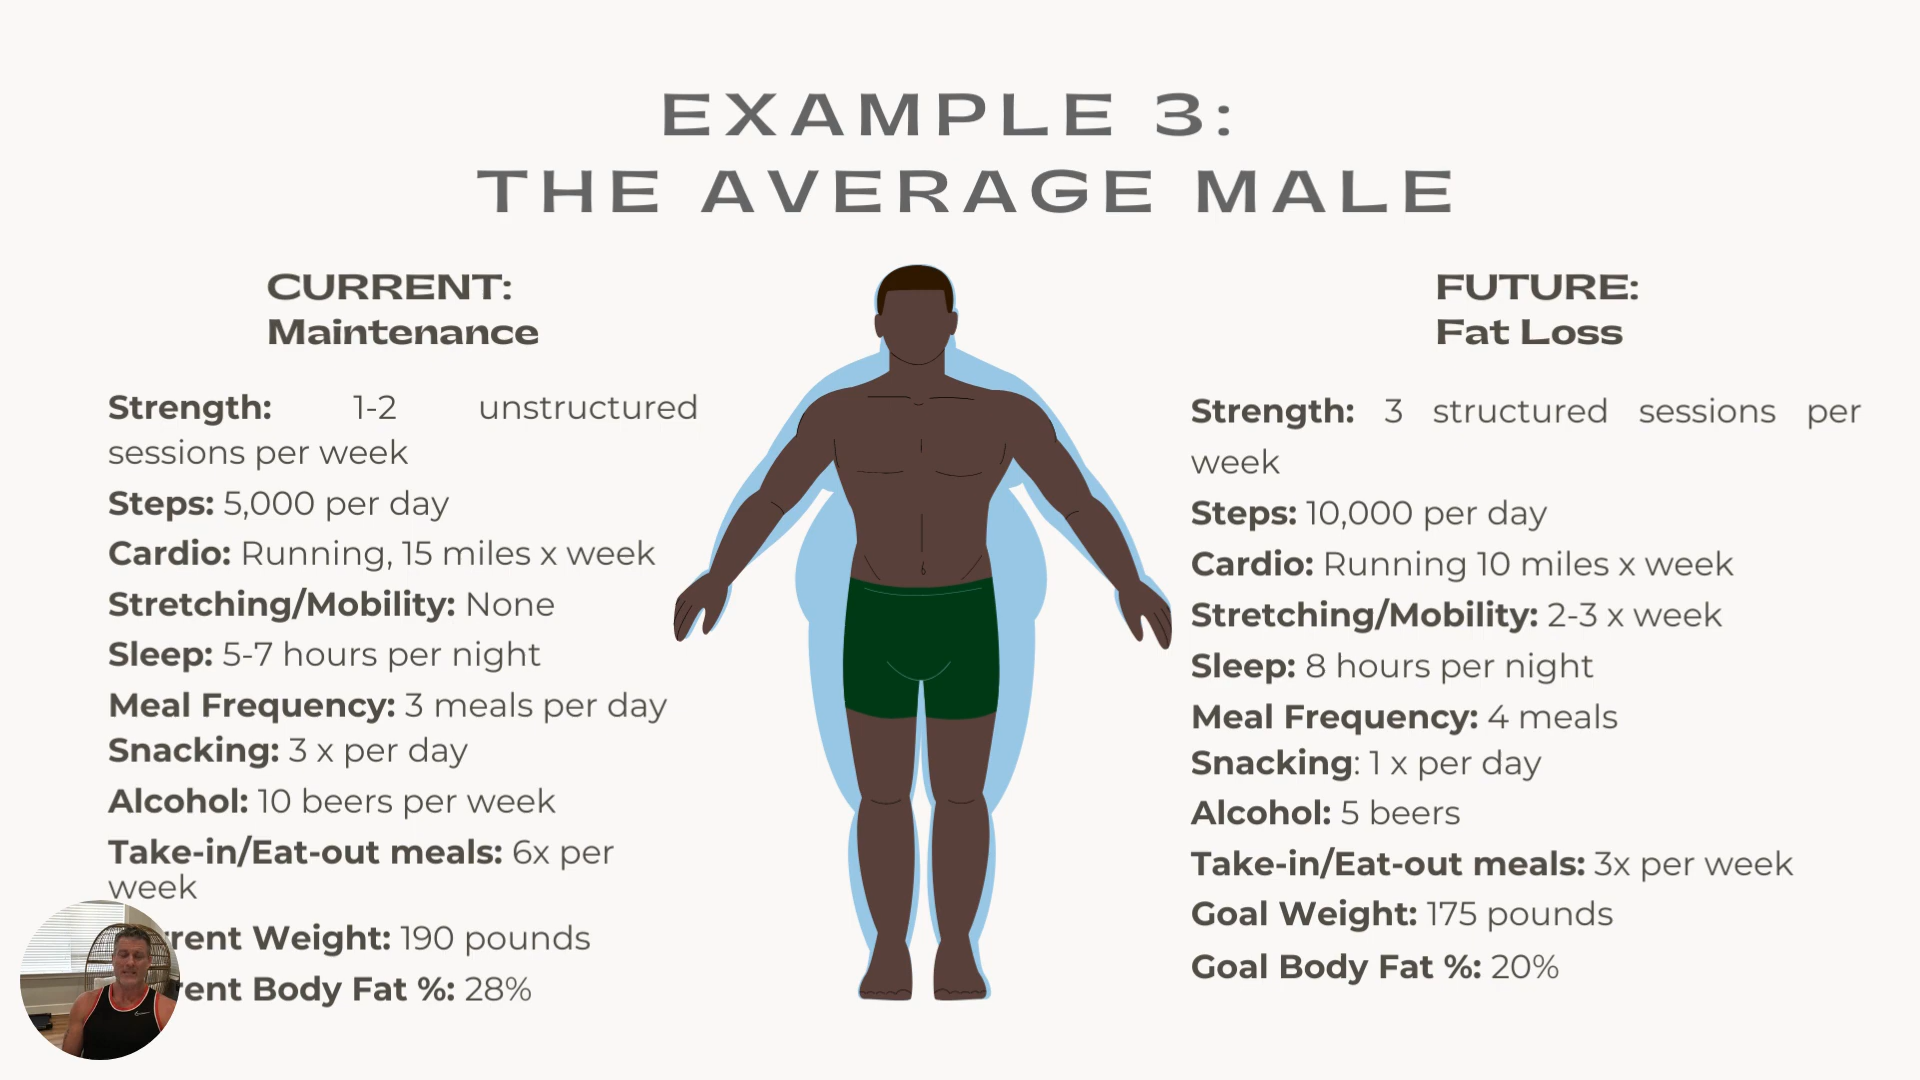 EXAMPLE 3:
THE AVERAGE MALE
CURRENT:
Maintenance
Strength: 1-2 unstructured
sessions per week
Steps: 5,000 per day
Cardio: Running, 15 miles x week
Stretching/Mobility: None
Sleep: 5-7 hours per night
Meal Frequency: 3 meals per day
Snacking: 3 x per day
Alcohol: 10 beers per week
Take-in/Eat-out meals: 6x per
week
rent Weight: 190 pounds
rent Body Fat %: 28%
FUTURE:
Fat Loss
Strength: 3 structured sessions per
week
Steps: 10,000 per day
Cardio: Running 10 miles x week
Stretching/Mobility: 2-3 x week
Sleep: 8 hours per night
Meal Frequency: 4 meals
Snacking: 1 x per day
Alcohol: 5 beers
Take-in/Eat-out meals: 3x per week
Goal Weight: 175 pounds
Goal Body Fat %: 20%